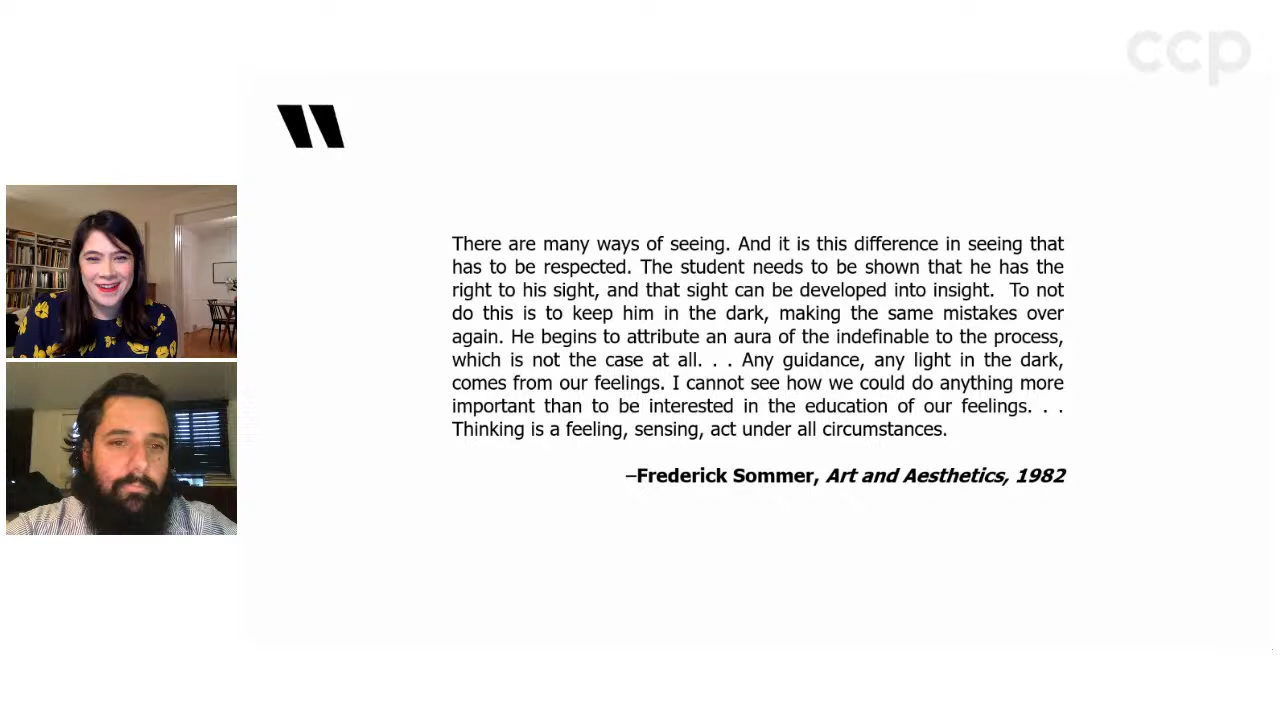 ccp
"
There are many ways of seeing. And it is this difference in seeing that
has to be respected. The student needs to be shown that he has the
right to his sight, and that sight can be developed into insight.  To not
do this is to keep him in the dark, making the same mistakes over
again. He begins to attribute an aura of the indefinable to the process,
which is not the case at all. . . Any guidance, any light in the dark,
comes from our feelings. I cannot see how we could do anything more
important than to be interested in the education of our feelings. . .
Thinking is a feeling, sensing, act under all circumstances.
–Frederick Sommer, Art and Aesthetics, 1982